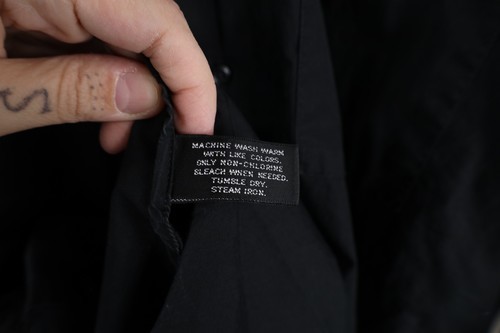 MACHINE WASH WARM
WITH LIKE COLORS.
ONLY NON-CHLORINE
BLEACH WHEN NEEDED.
TUMBLE DRY.
STEAM IRON.